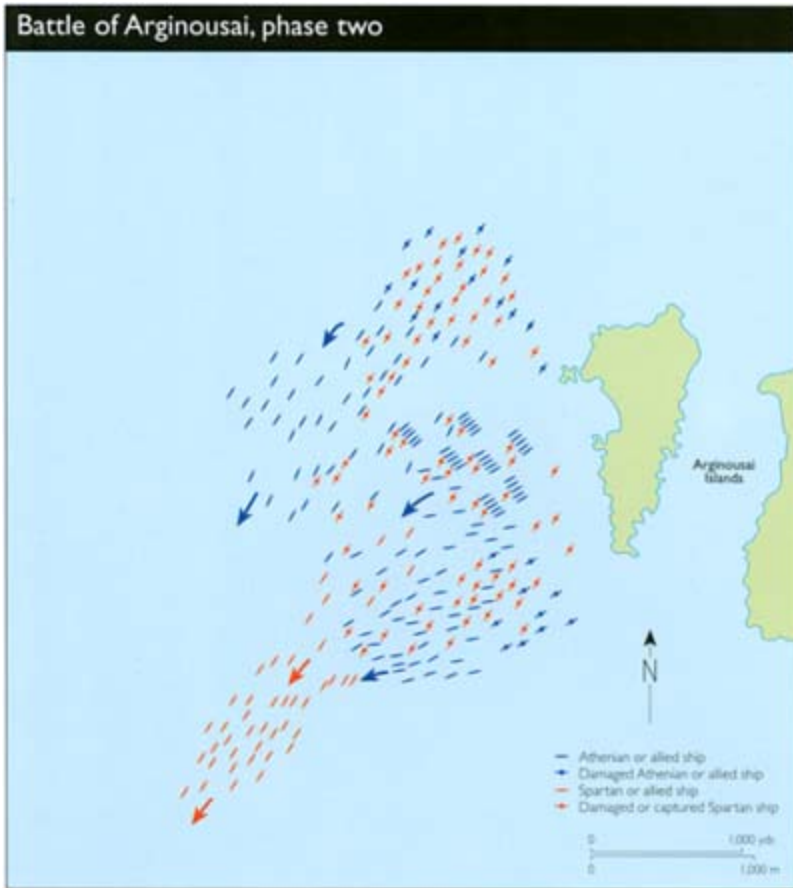 Battle of Arginousai, phase two
Arginousai
Islands
N
Athenian or allied ship
Damaged Athenian or allied ship
Spartan or allied ship
Damaged or captured Spartan ship
0 1,000 yds
0 1,000 m